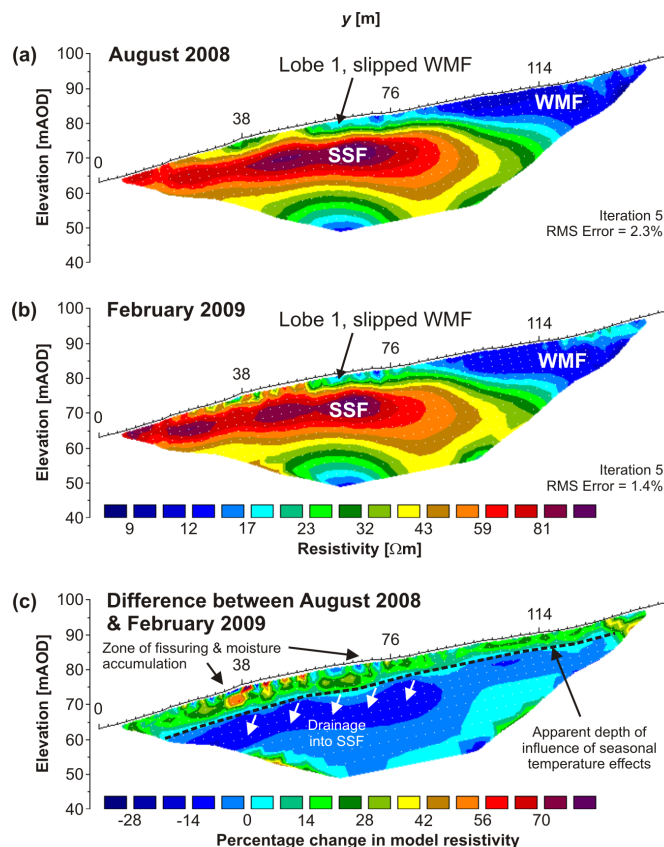 y [m]
(a) August 2008
Lobe 1, slipped WMF
Elevation [mAOD]
100
90
80
70
60
50
40
0
38
76
114
WMF
SSF
Iteration 5
RMS Error = 2.3%
(b) February 2009
Lobe 1, slipped WMF
Elevation [mAOD]
100
90
80
70
60
50
40
0
38
76
114
WMF
SSF
Iteration 5
RMS Error = 1.4%
9 12 17 23 32 43 59 81
Resistivity [Ωm]
(c) Difference between August 2008
& February 2009
Zone of fissuring & moisture
accumulation
Elevation [mAOD]
100
90
80
70
60
50
40
0
38
76
114
Drainage
into SSF
Apparent depth of
influence of seasonal
temperature effects
-28 -14 0 14 28 42 56 70
Percentage change in model resistivity